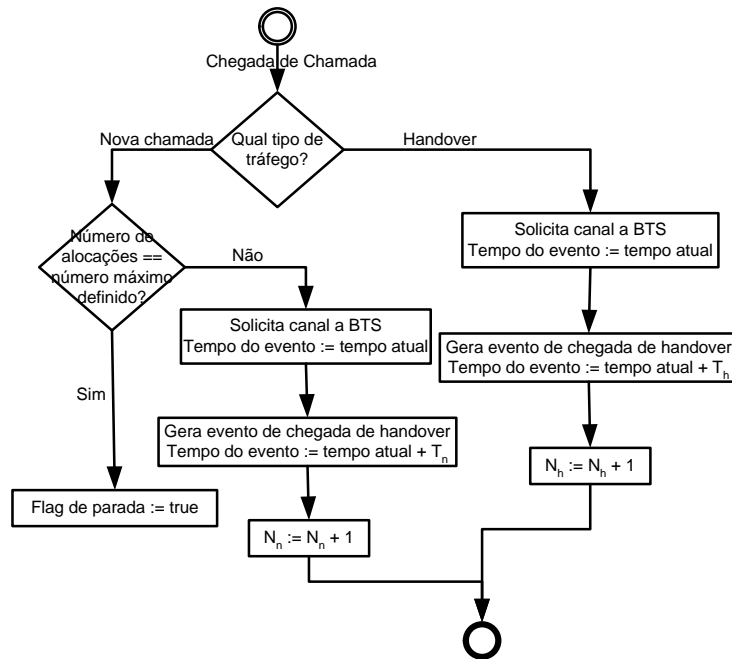 Chegada de Chamada
Qual tipo de
tráfego?
Nova chamada
Handover
Número de
alocações ==
número máximo
definido?
Não
Sim
Solicita canal a BTS
Tempo do evento := tempo atual
Gera evento de chegada de handover
Tempo do evento := tempo atual + Tn
Nn := Nn + 1
Flag de parada := true
Solicita canal a BTS
Tempo do evento := tempo atual
Gera evento de chegada de handover
Tempo do evento := tempo atual + Th
Nh := Nh + 1